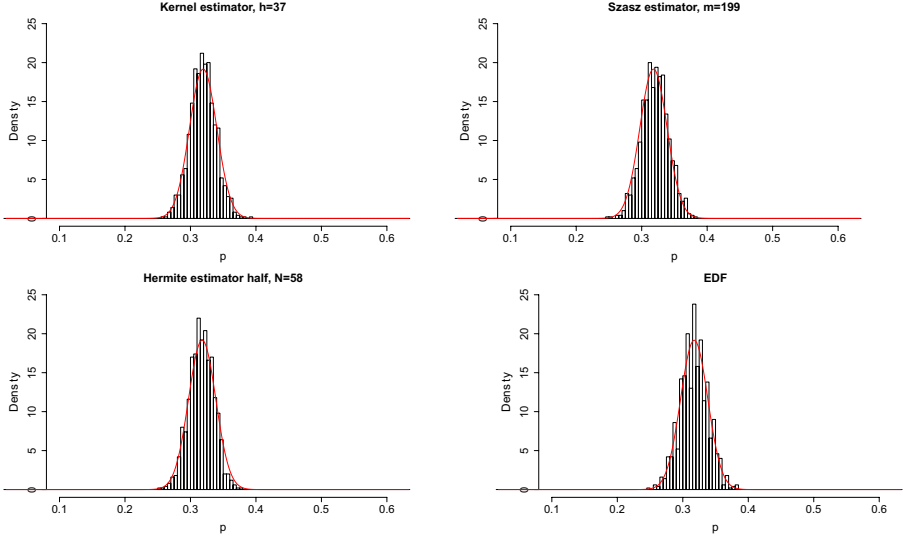 Kernel estimator, h=37
Density
0 5 10 15 20 25
0.1 0.2 0.3 0.4 0.5 0.6
p
Szasz estimator, m=199
Density
0 5 10 15 20 25
0.1 0.2 0.3 0.4 0.5 0.6
p
Hermite estimator half, N=58
Density
0 5 10 15 20 25
0.1 0.2 0.3 0.4 0.5 0.6
p
EDF
Density
0 5 10 15 20 25
0.1 0.2 0.3 0.4 0.5 0.6
p